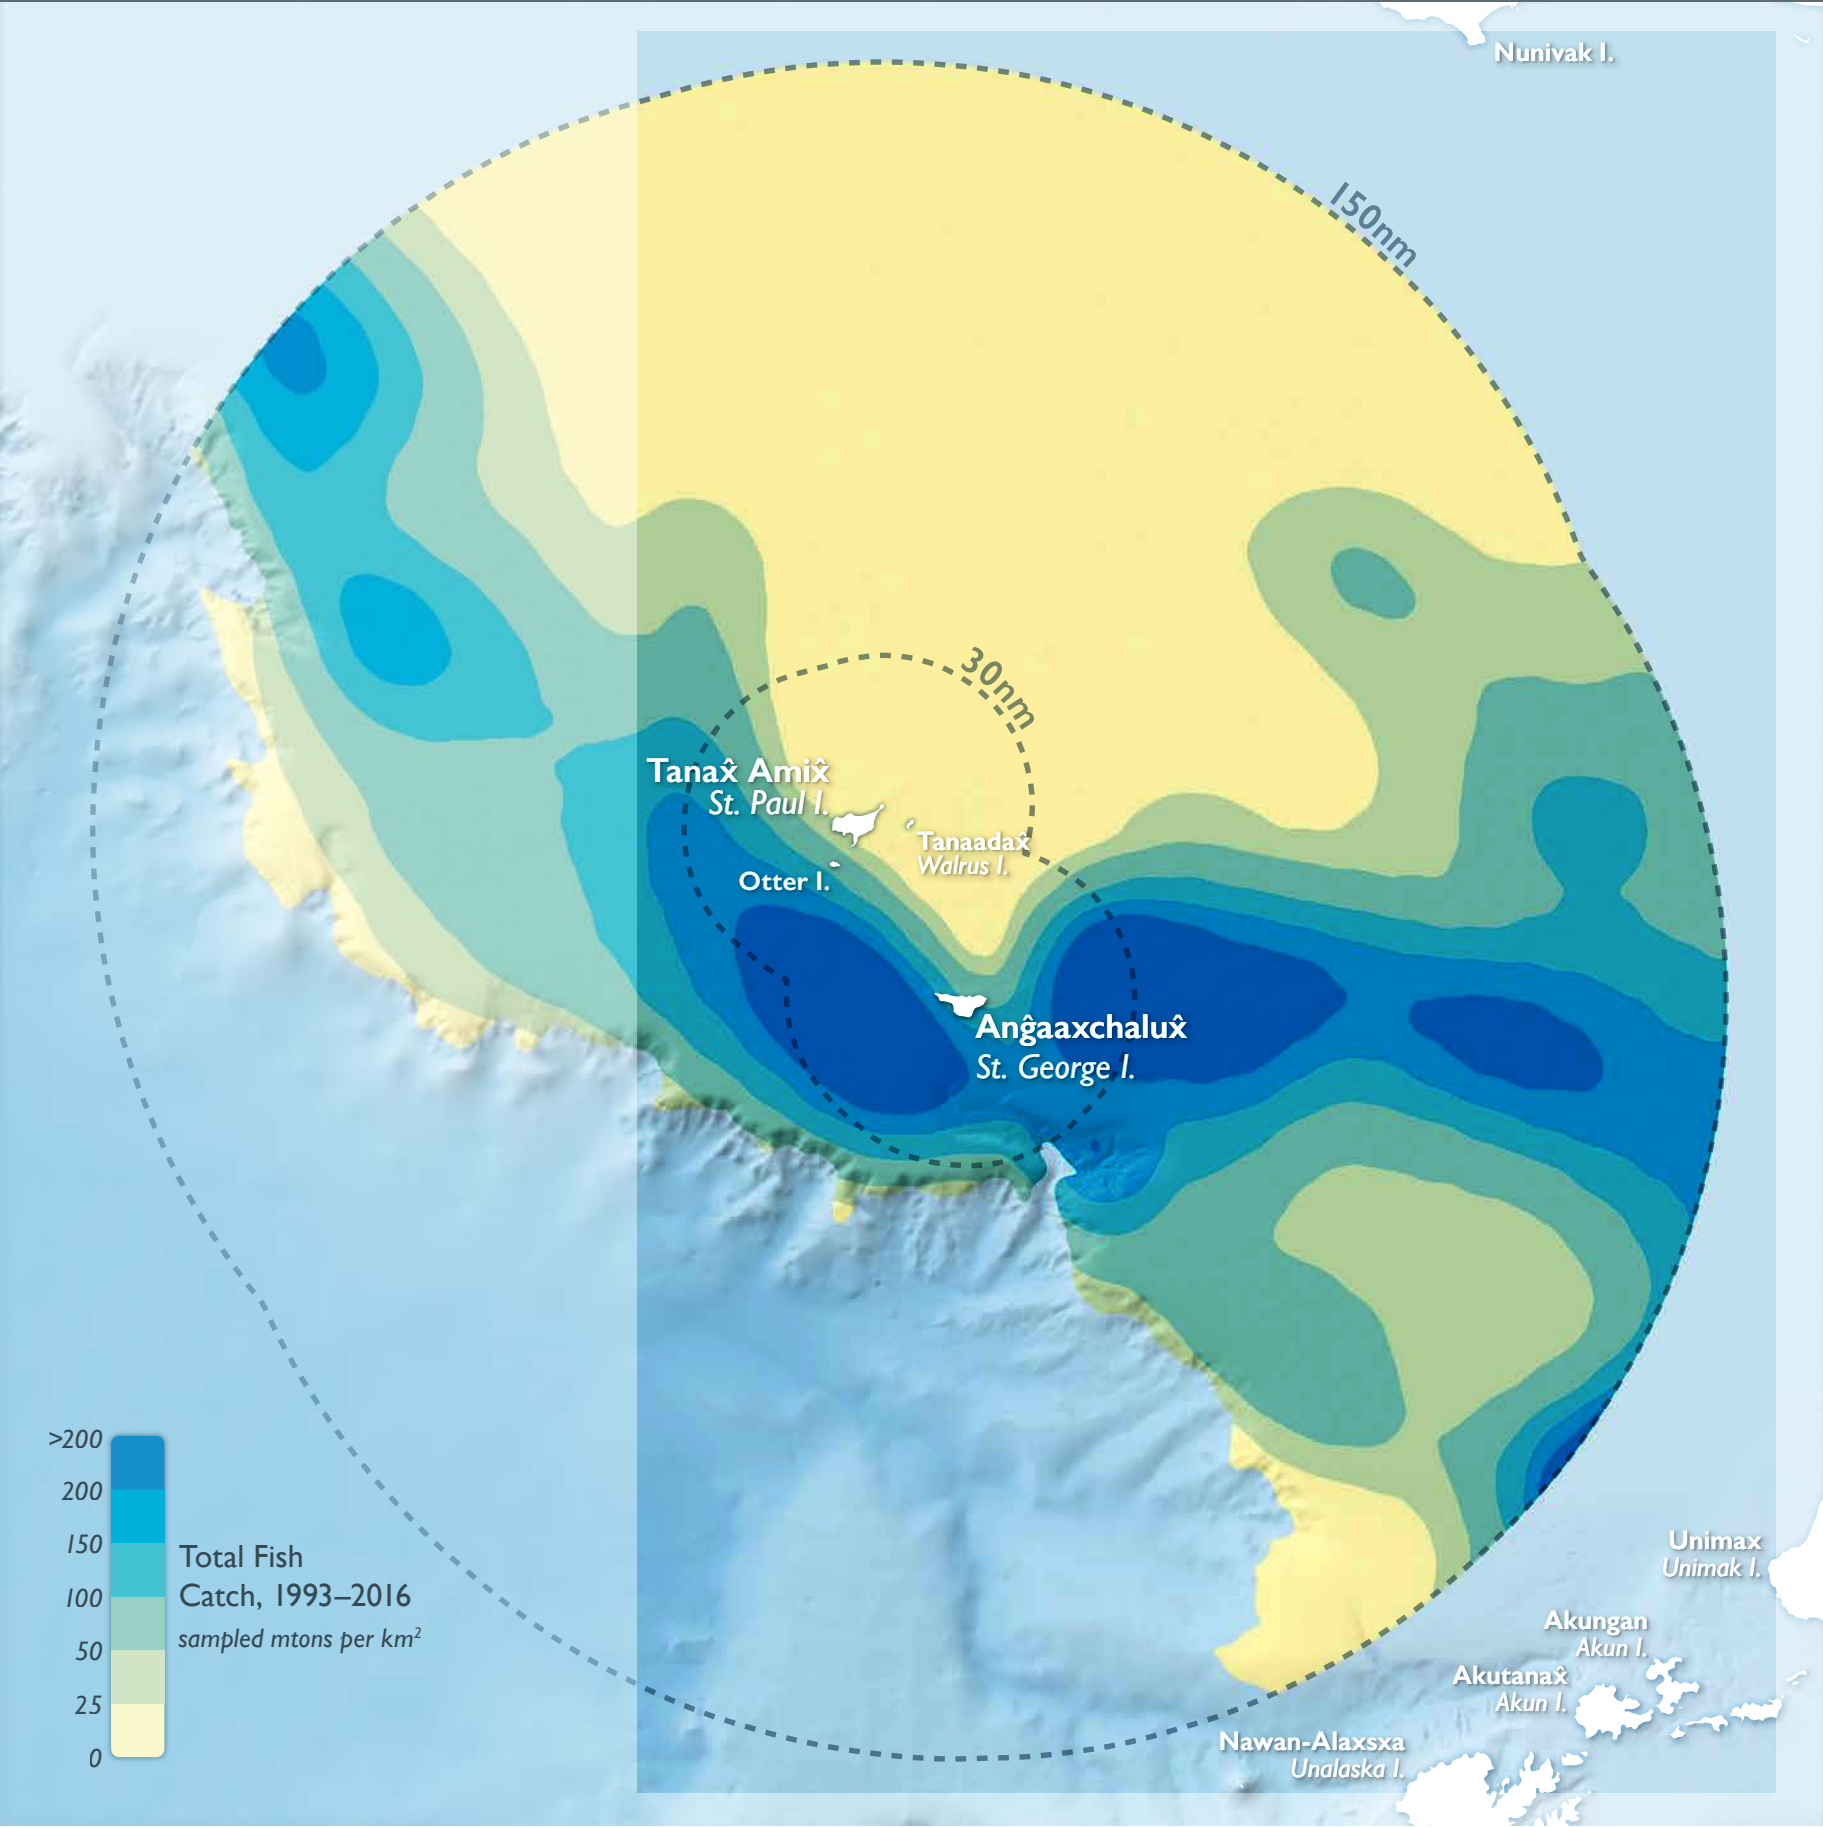 Nunivak I.
150nm
30nm
Tanax̂ Amix̂
St. Paul I.
Tanaadax̂
Walrus I.
Otter I.
Anĝaaxchalux̂
St. George I.
>200
200
150
100
50
25
0
Total Fish
Catch, 1993–2016
sampled mtons per km²
Unimax
Unimak I.
Akungan
Akun I.
Akutanax̂
Akun I.
Nawan-Alaxsxa
Unalaska I.